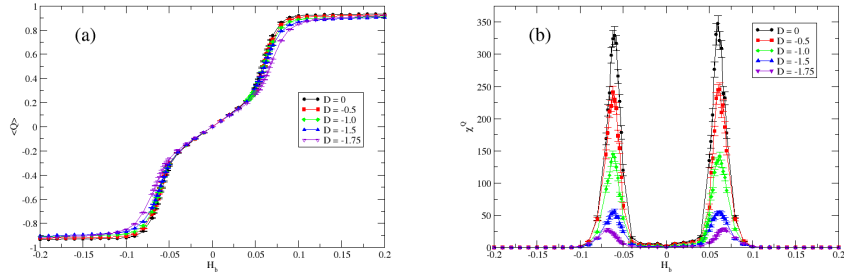 (a)
1
0.8
0.6
0.4
0.2
0
-0.2
-0.4
-0.6
-0.8
<Q>
D = 0
D = -0.5
D = -1.0
D = -1.5
D = -1.75
-0.2
-0.15
-0.1
-0.05
0
0.05
0.1
0.15
0.2
H_b
(b)
350
300
250
200
150
100
50
0
χ^Q
D = 0
D = -0.5
D = -1.0
D = -1.5
D = -1.75
-0.2
-0.15
-0.1
-0.05
0
0.05
0.1
0.15
0.2
H_b